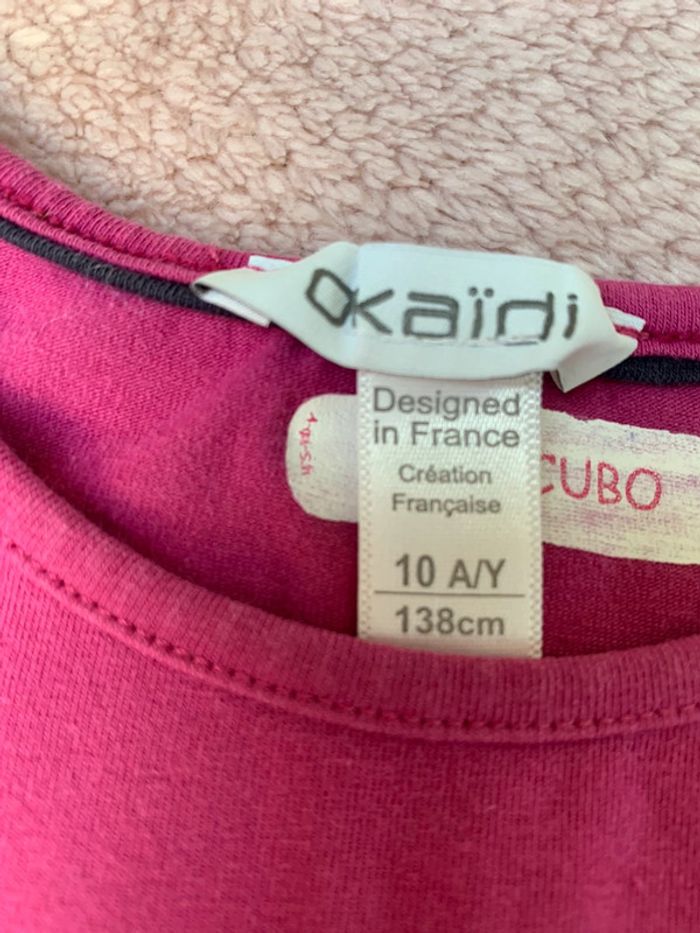 Okaïdi
Designed
in France
Création
Française
10 A/Y
138cm
CUBO